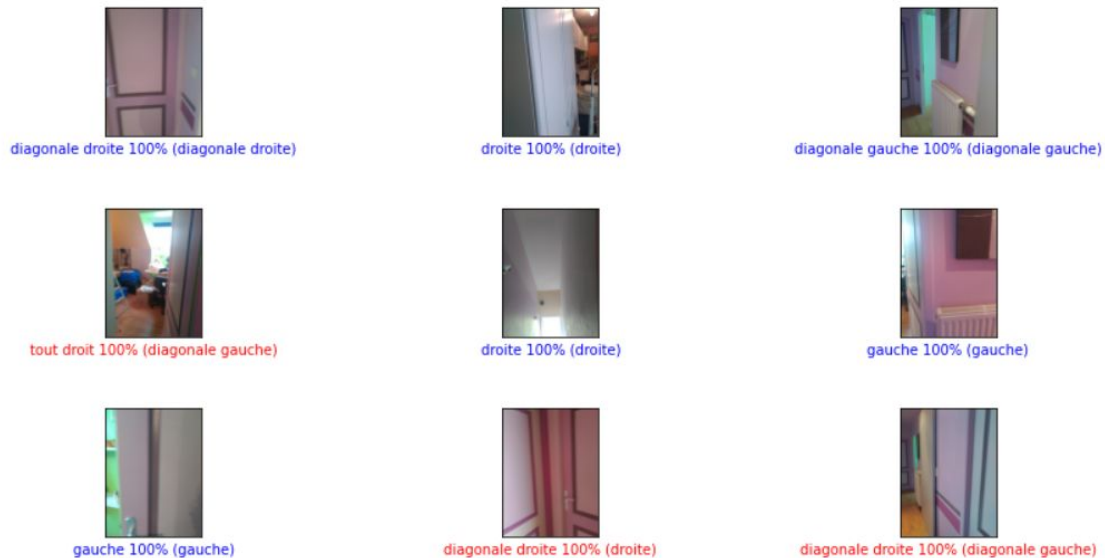 diagonale droite 100% (diagonale droite)
droite 100% (droite)
diagonale gauche 100% (diagonale gauche)
tout droit 100% (diagonale gauche)
droite 100% (droite)
gauche 100% (gauche)
gauche 100% (gauche)
diagonale droite 100% (droite)
diagonale droite 100% (diagonale gauche)